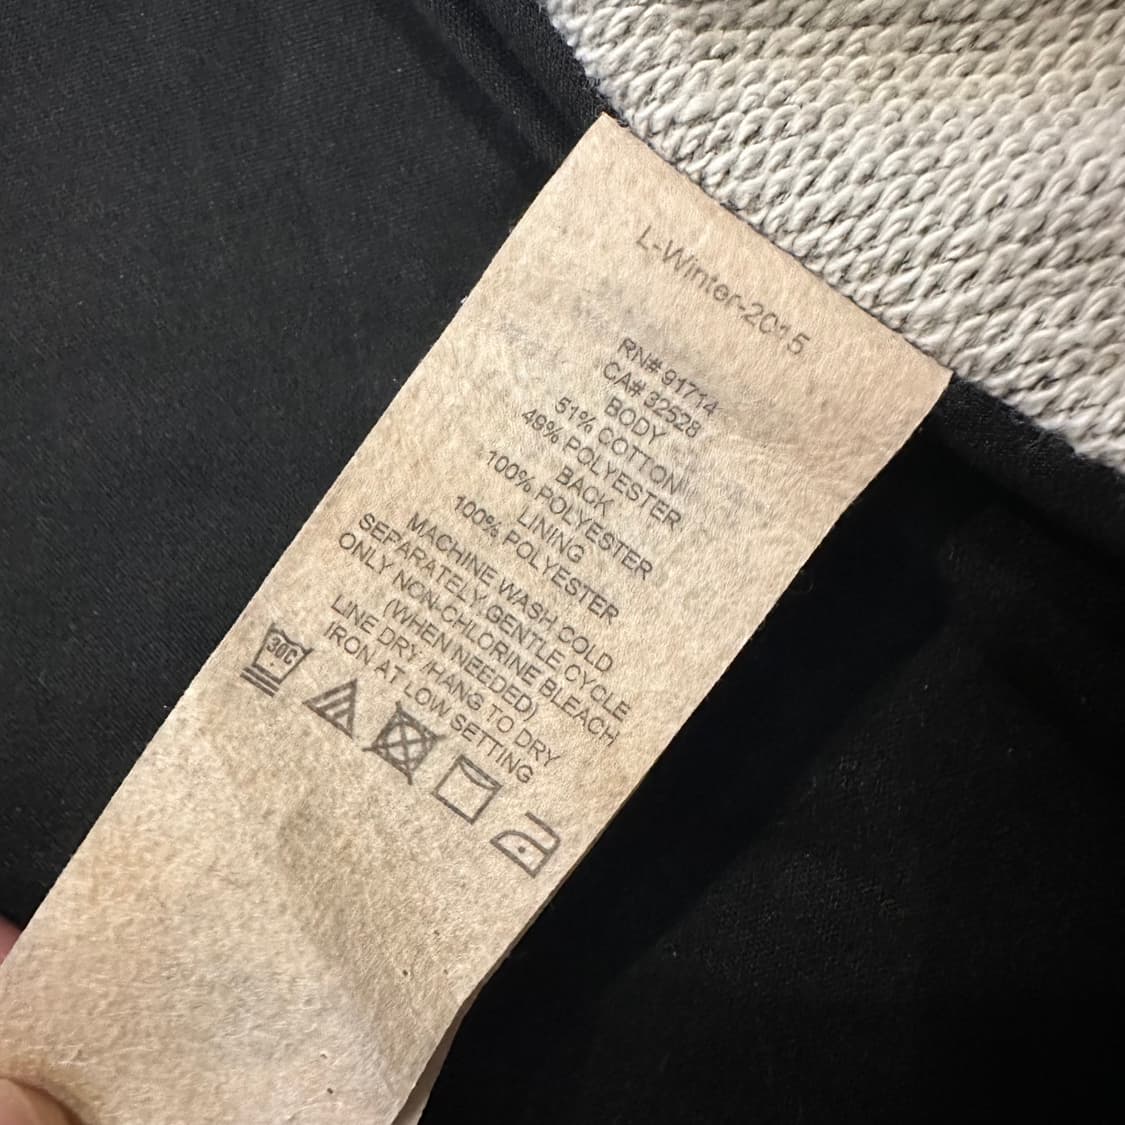 L-Winter-2015
RN# 91714
CA# 32528
BODY
51% COTTON
49% POLYESTER
BACK
100% POLYESTER
LINING
100% POLYESTER
MACHINE WASH COLD
SEPARATELY,GENTLE CYCLE
ONLY NON-CHLORINE BLEACH
(WHEN NEEDED)
LINE DRY /HANG TO DRY
IRON AT LOW SETTING
30C